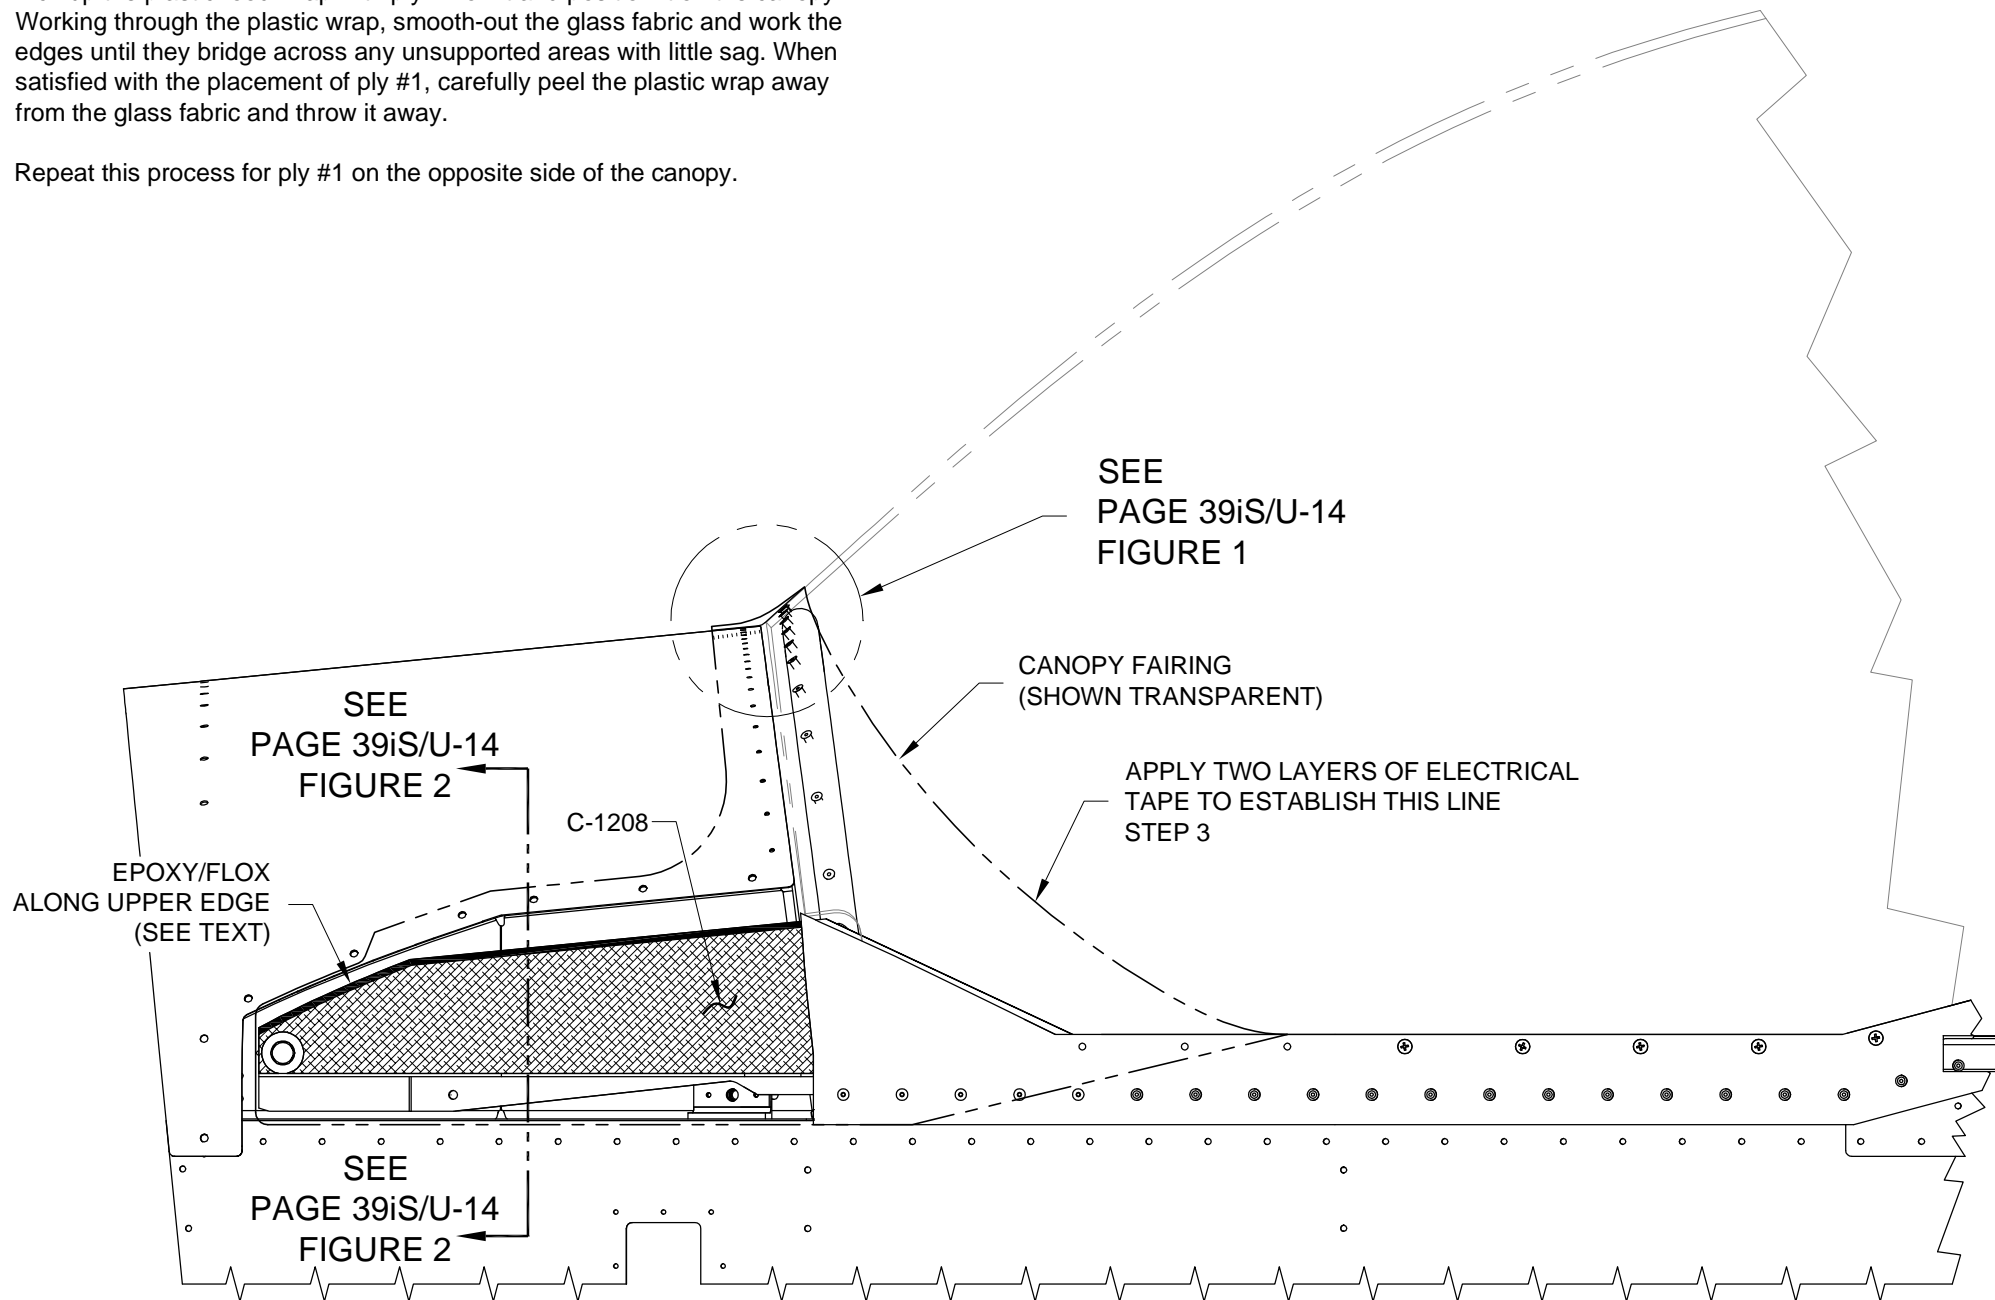 Working through the plastic wrap, smooth-out the glass fabric and work the
edges until they bridge across any unsupported areas with little sag. When
satisfied with the placement of ply #1, carefully peel the plastic wrap away
from the glass fabric and throw it away.
Repeat this process for ply #1 on the opposite side of the canopy.
SEE
PAGE 39iS/U-14
FIGURE 1
CANOPY FAIRING
(SHOWN TRANSPARENT)
SEE
PAGE 39iS/U-14
FIGURE 2
APPLY TWO LAYERS OF ELECTRICAL
TAPE TO ESTABLISH THIS LINE
STEP 3
C-1208
EPOXY/FLOX
ALONG UPPER EDGE
(SEE TEXT)
SEE
PAGE 39iS/U-14
FIGURE 2